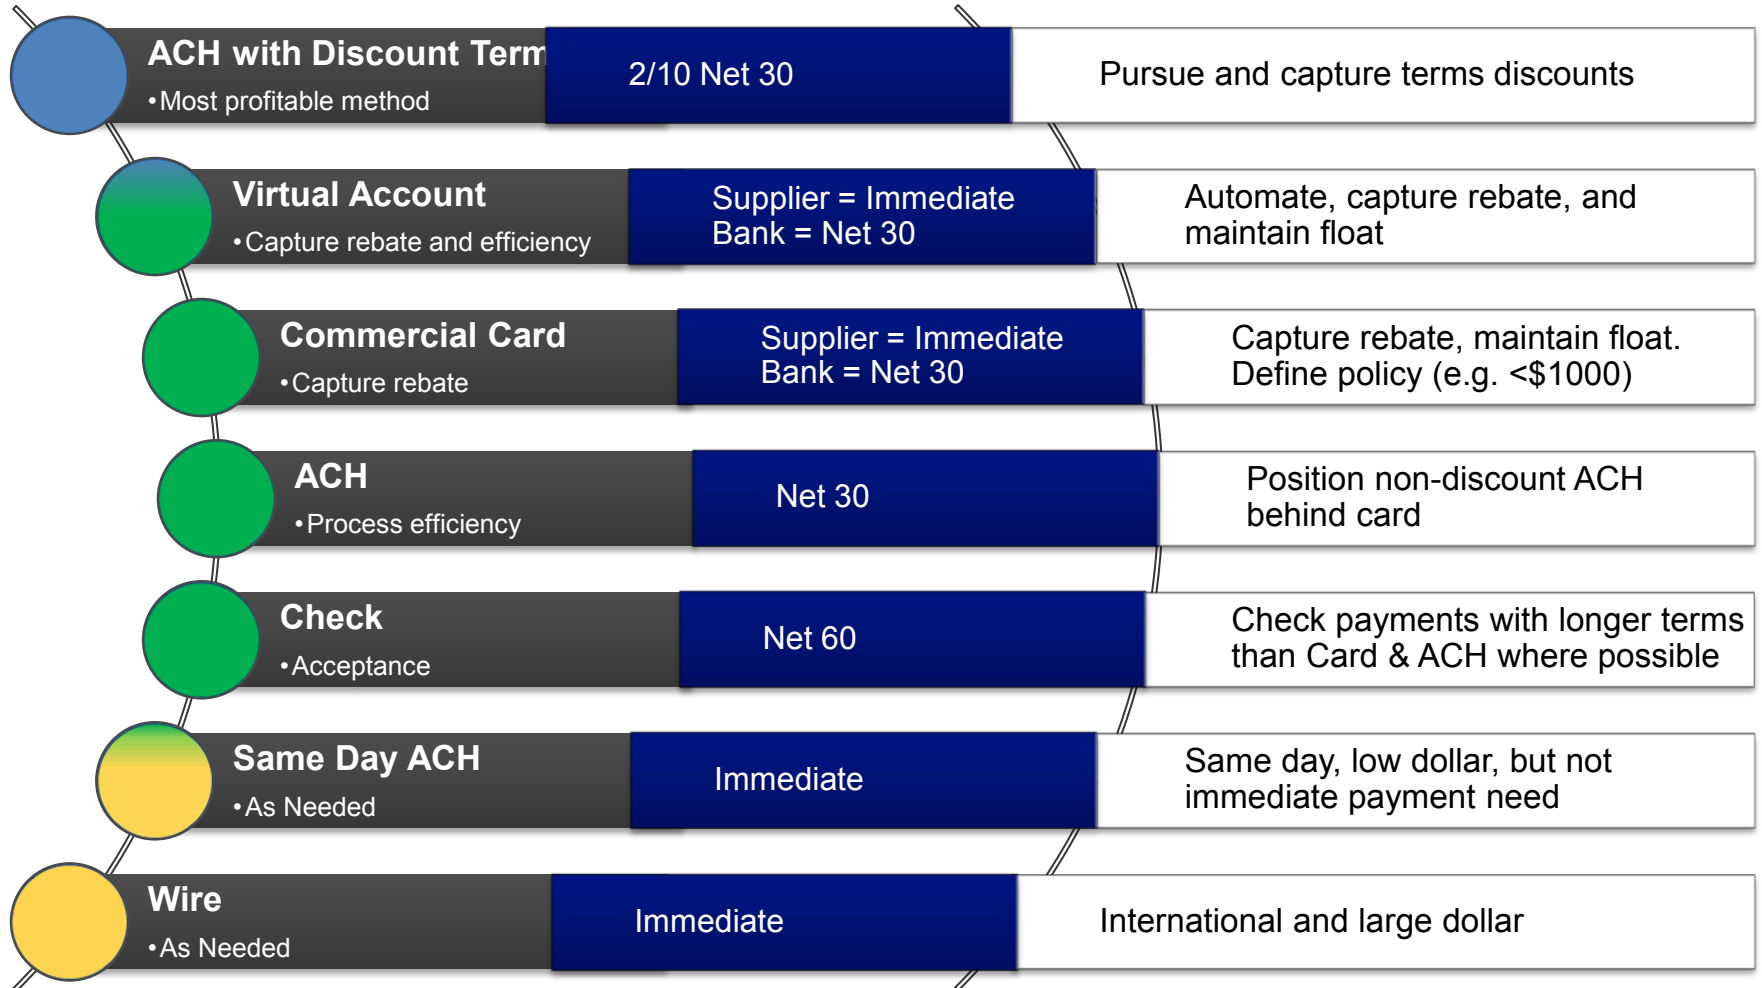 ACH with Discount Term
•Most profitable method
2/10 Net 30
Pursue and capture terms discounts
Virtual Account
•Capture rebate and efficiency
Supplier = Immediate
Bank = Net 30
Automate, capture rebate, and
maintain float
Commercial Card
•Capture rebate
Supplier = Immediate
Bank = Net 30
Capture rebate, maintain float.
Define policy (e.g. <$1000)
ACH
•Process efficiency
Net 30
Position non-discount ACH
behind card
Check
•Acceptance
Net 60
Check payments with longer terms
than Card & ACH where possible
Same Day ACH
•As Needed
Immediate
Same day, low dollar, but not
immediate payment need
Wire
•As Needed
Immediate
International and large dollar